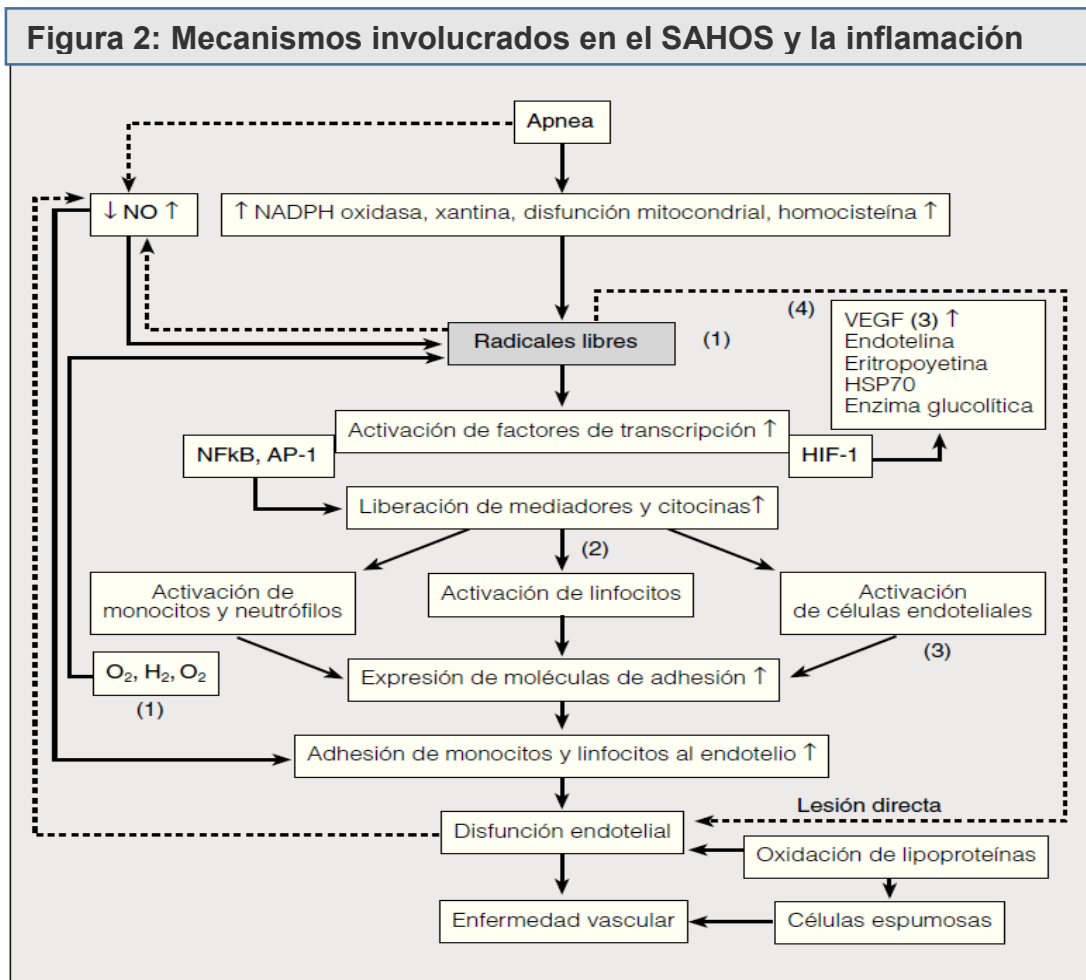 Figura 2: Mecanismos involucrados en el SAHOS y la inflamación
Apnea
↓ NO ↑
↑ NADPH oxidasa, xantina, disfunción mitocondrial, homocisteína ↑
(4)
Radicales libres
(1)
VEGF (3) ↑
Endotelina
Eritropoyetina
HSP70
Enzima glucolítica
Activación de factores de transcripción ↑
NFkB, AP-1
HIF-1
Liberación de mediadores y citocinas↑
(2)
Activación de
monocitos y neutrófilos
Activación de linfocitos
Activación
de células endoteliales
(3)
O₂, H₂, O₂
(1)
Expresión de moléculas de adhesión ↑
Adhesión de monocitos y linfocitos al endotelio ↑
Lesión directa
Disfunción endotelial
Oxidación de lipoproteínas
Enfermedad vascular
Células espumosas